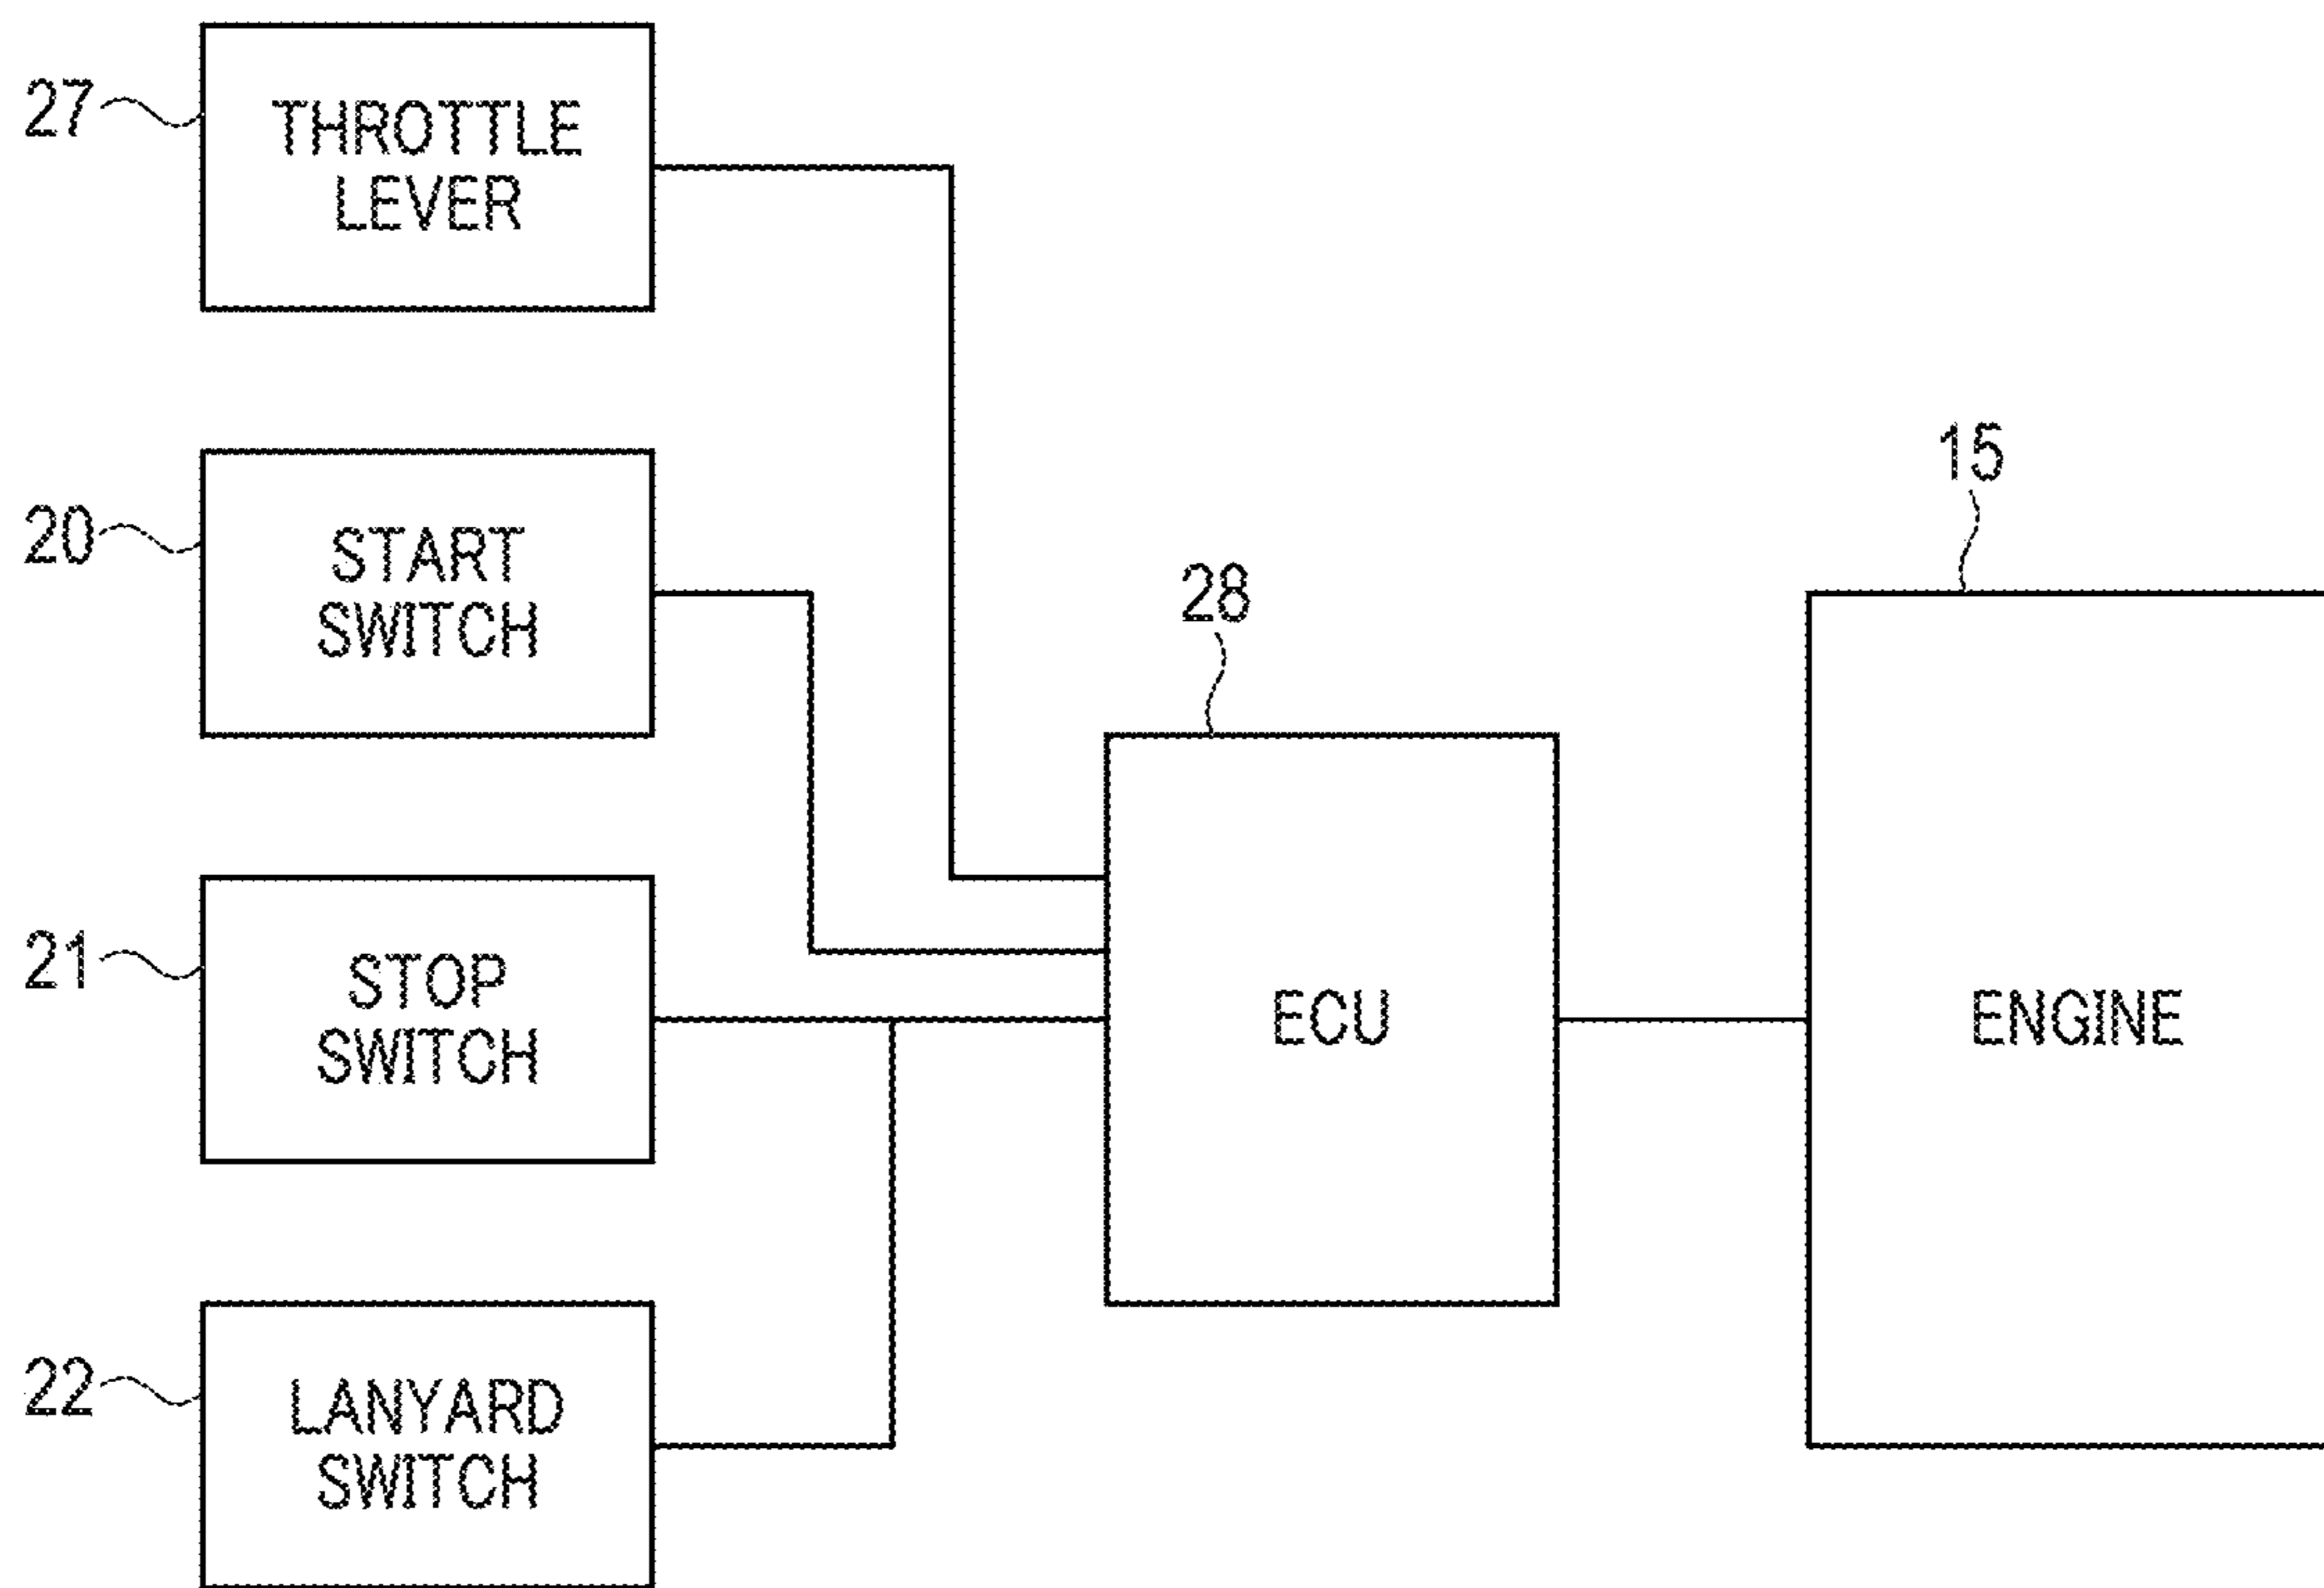 27
THROTTLE
LEVER
20
START
SWITCH
15
28
21
STOP
SWITCH
ECU
ENGINE
22
LANYARD
SWITCH